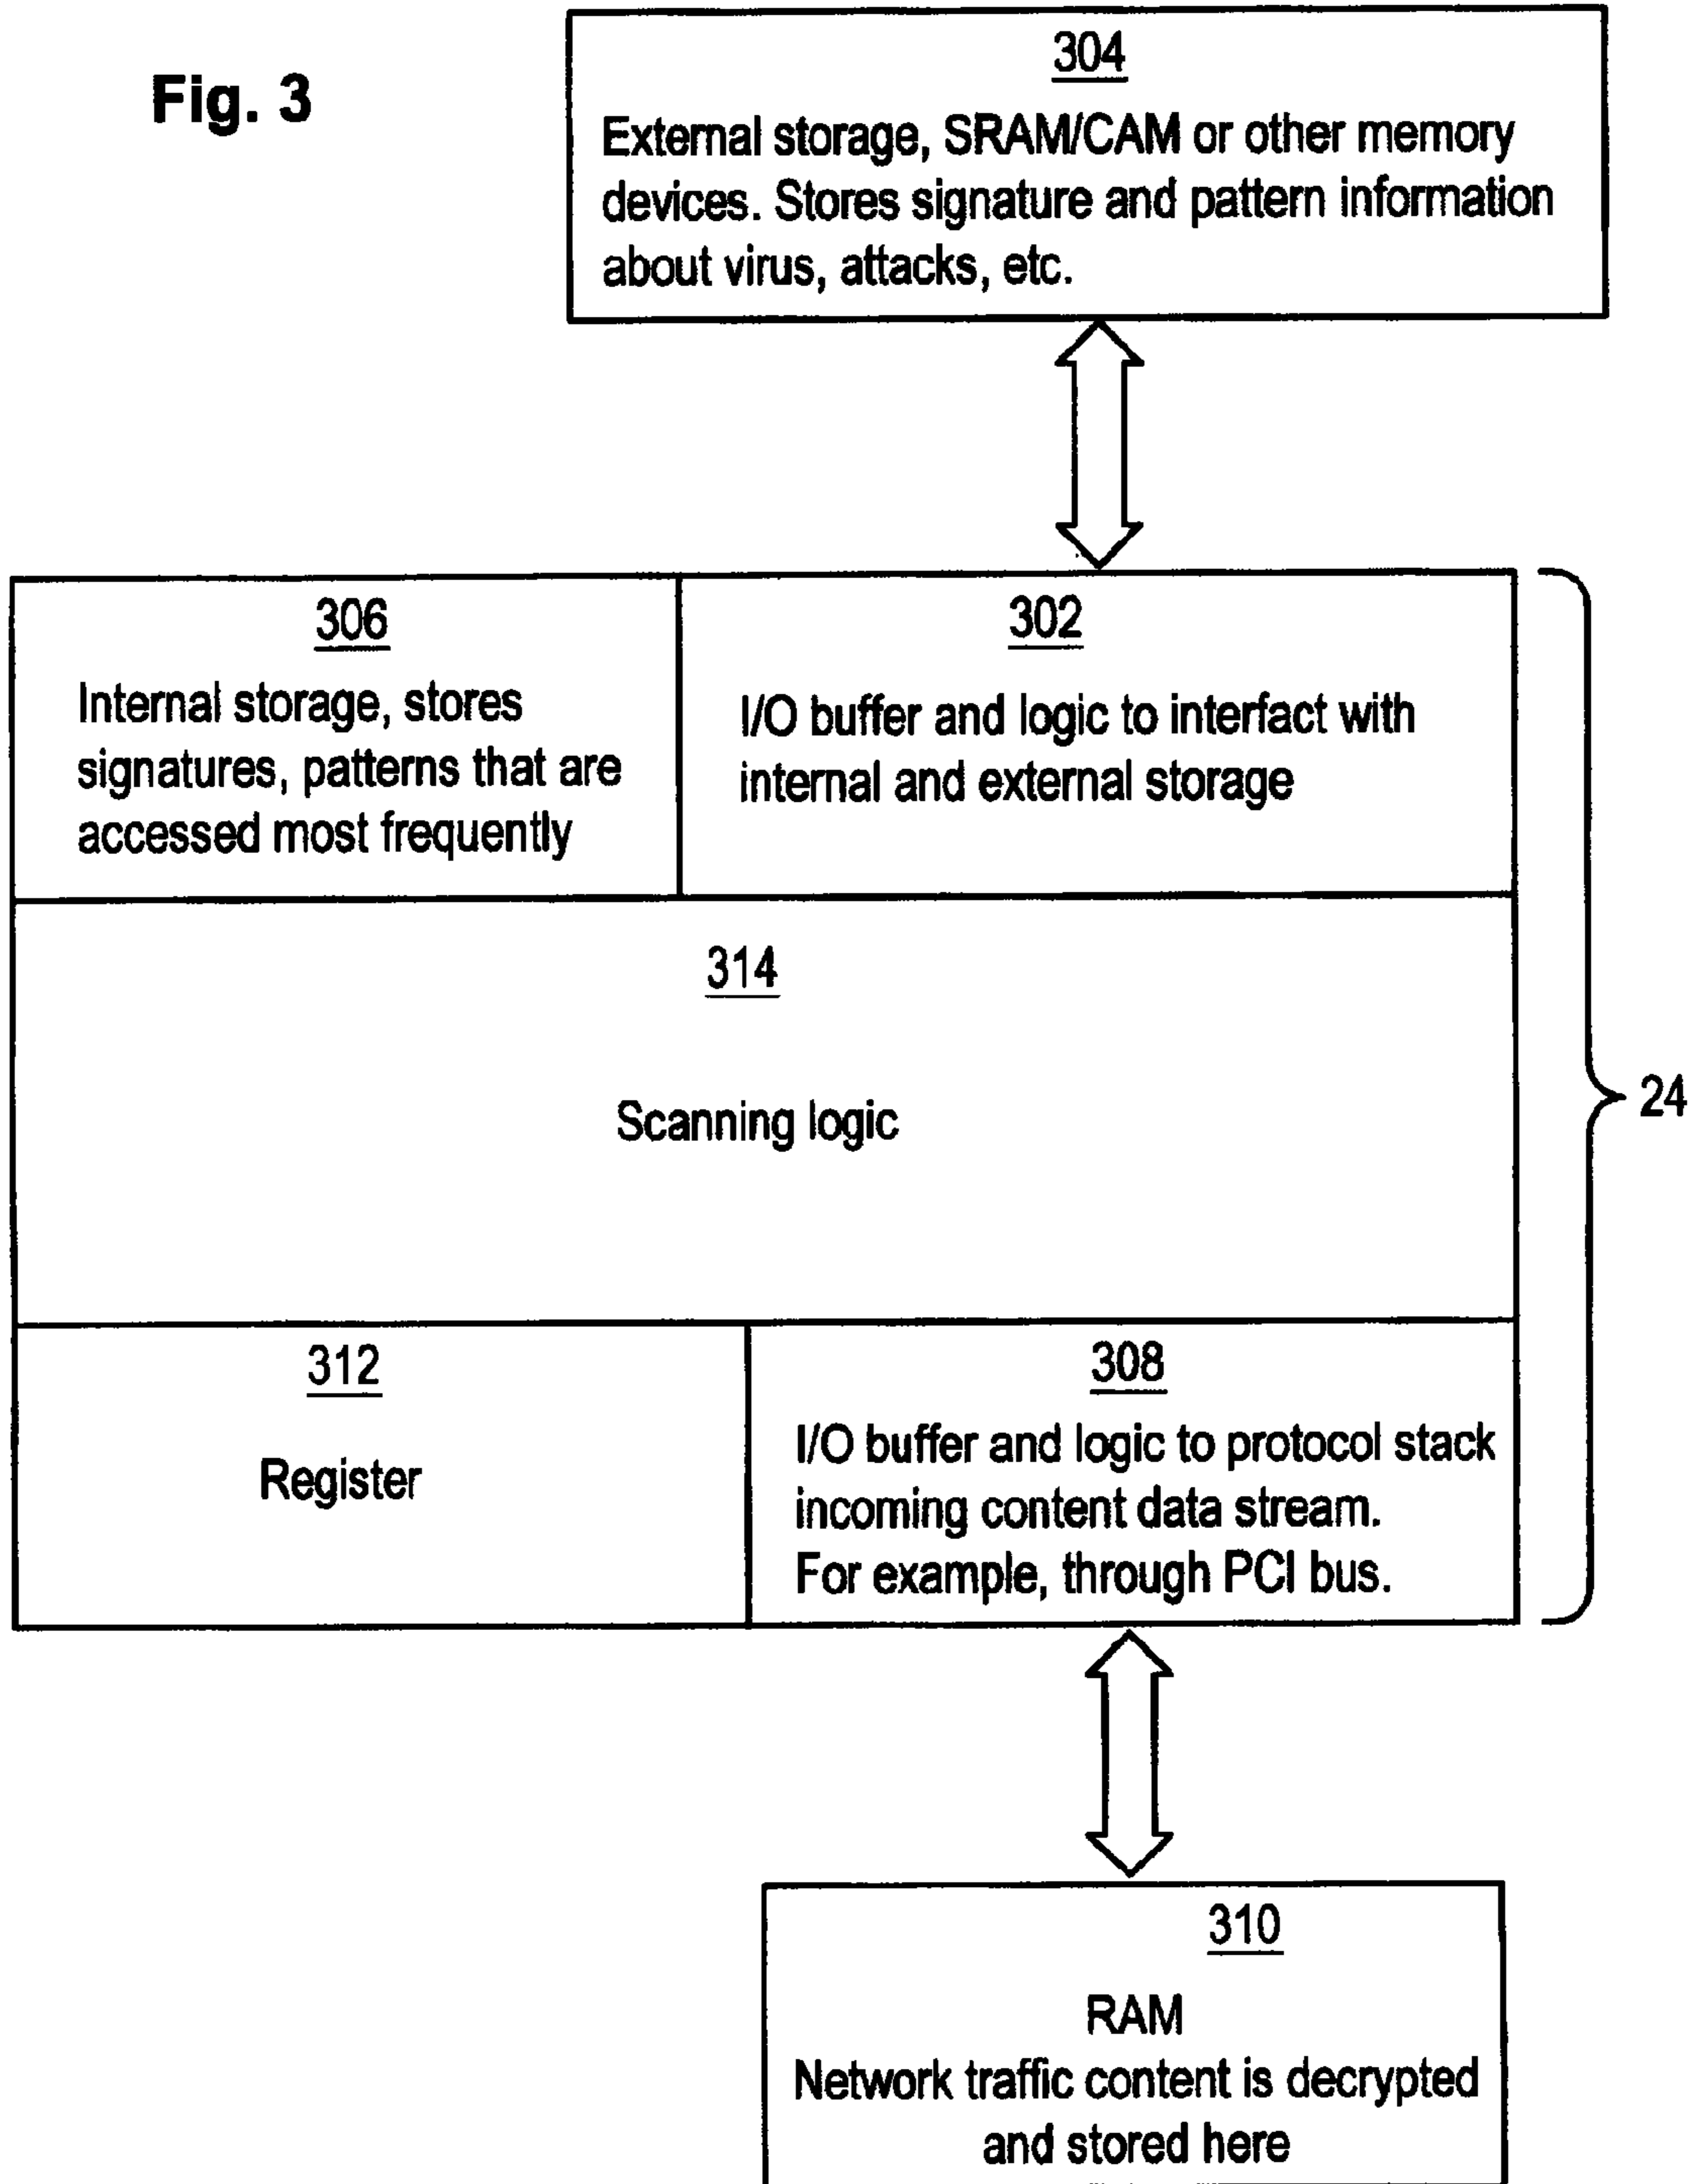 Fig. 3
304
External storage, SRAM/CAM or other memory
devices. Stores signature and pattern information
about virus, attacks, etc.
306
Internal storage, stores
signatures, patterns that are
accessed most frequently
302
I/O buffer and logic to interfact with
internal and external storage
314
Scanning logic
24
312
Register
308
I/O buffer and logic to protocol stack
incoming content data stream.
For example, through PCI bus.
310
RAM
Network traffic content is decrypted
and stored here